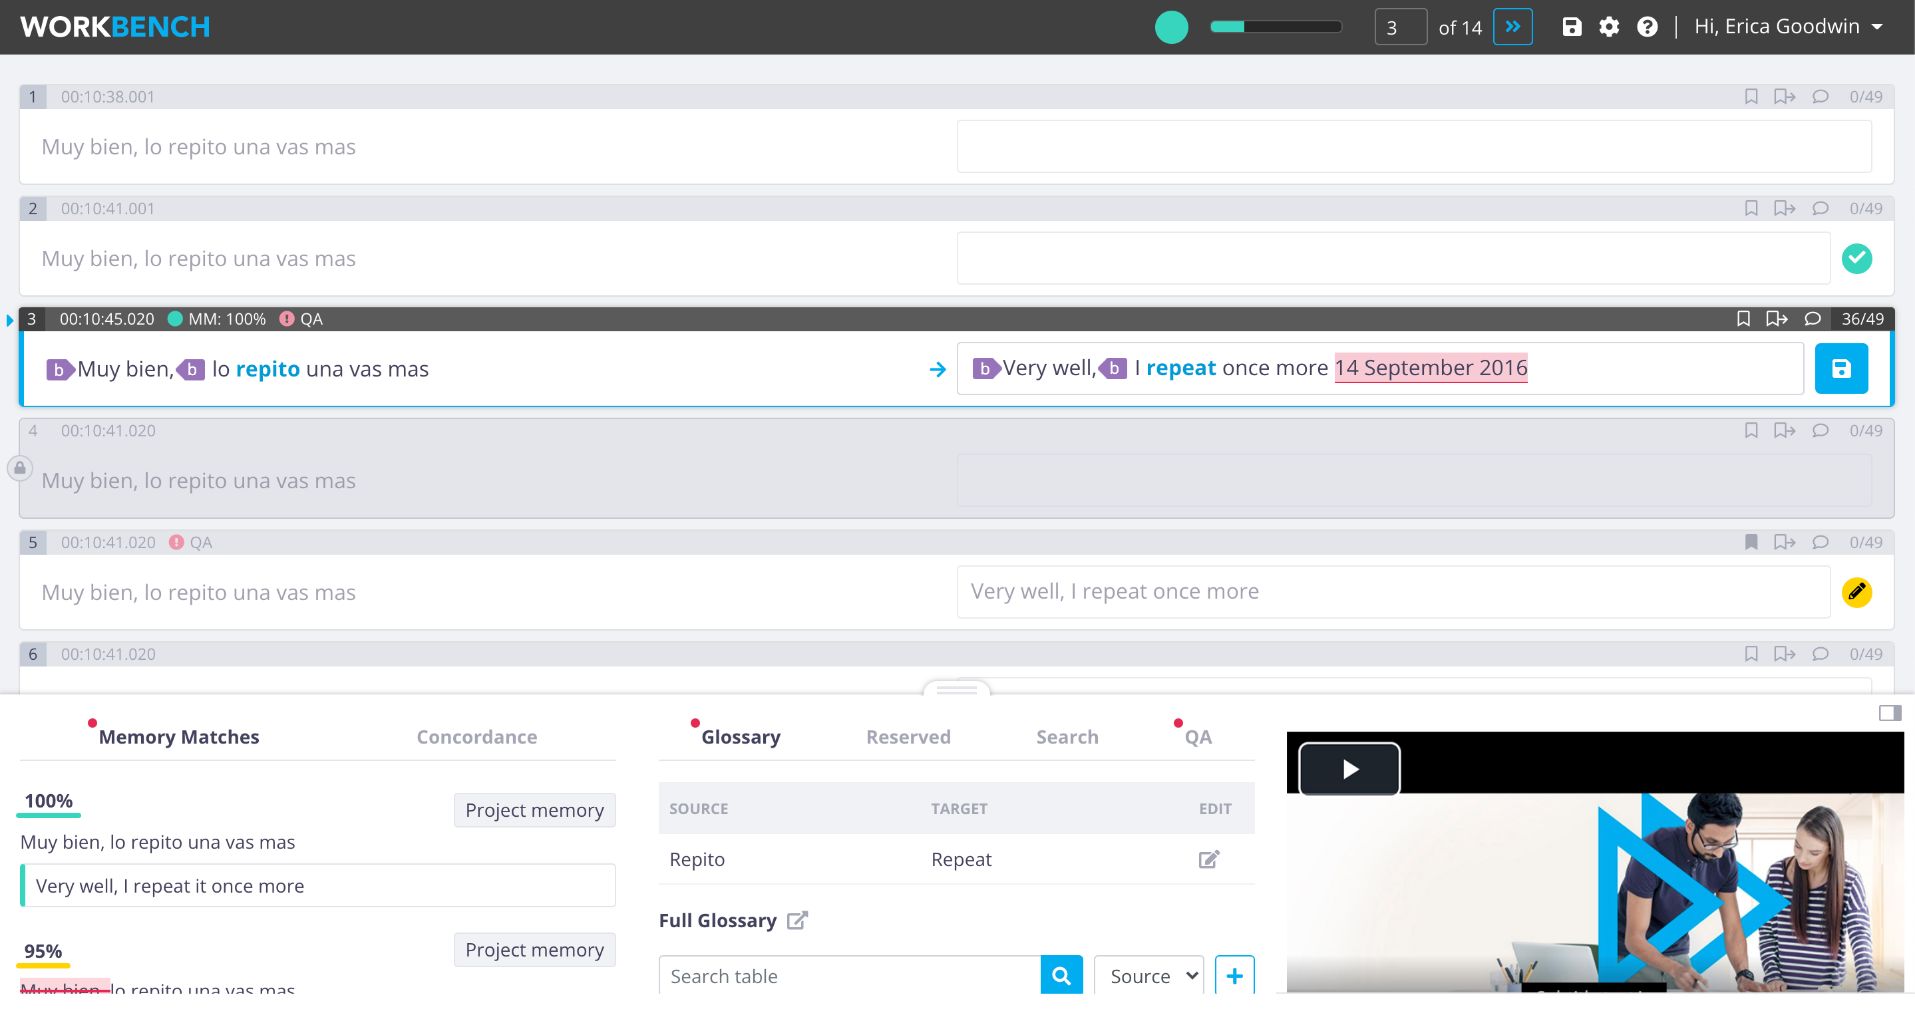 WORKBENCH 3 of 14 Hi, Erica Goodwin
1 00:10:38.001 0/49
Muy bien, lo repito una vas mas
2 00:10:41.001 0/49
Muy bien, lo repito una vas mas
3 00:10:45.020 MM: 100% QA 36/49
b Muy bien, b lo repito una vas mas b Very well, b I repeat once more 14 September 2016
4 00:10:41.020 0/49
Muy bien, lo repito una vas mas
5 00:10:41.020 QA 0/49
Muy bien, lo repito una vas mas Very well, I repeat once more
6 00:10:41.020 0/49
Memory Matches Concordance
100% Project memory
Muy bien, lo repito una vas mas
Very well, I repeat it once more
95% Project memory
Muy bien, lo repito una vas mas
Glossary Reserved Search QA
SOURCE TARGET EDIT
Repito Repeat
Full Glossary
Search table Source